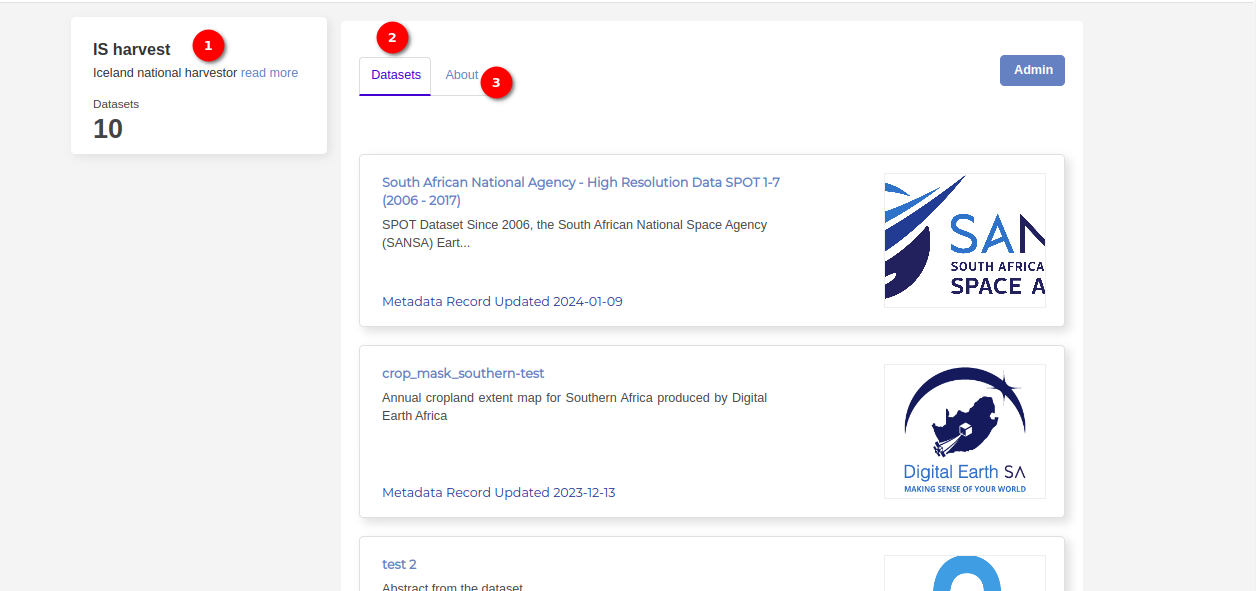 IS harvest
1
Iceland national harvestor read more
Datasets
10
2
Datasets
About
3
Admin
South African National Agency - High Resolution Data SPOT 1-7
(2006 - 2017)
SPOT Dataset Since 2006, the South African National Space Agency
(SANSA) Eart...
Metadata Record Updated 2024-01-09
SAN
SOUTH AFRICA
SPACE A
crop_mask_southern-test
Annual cropland extent map for Southern Africa produced by Digital
Earth Africa
Metadata Record Updated 2023-12-13
Digital Earth SA
MAKING SENSE OF YOUR WORLD
test 2
Abstract from the dataset